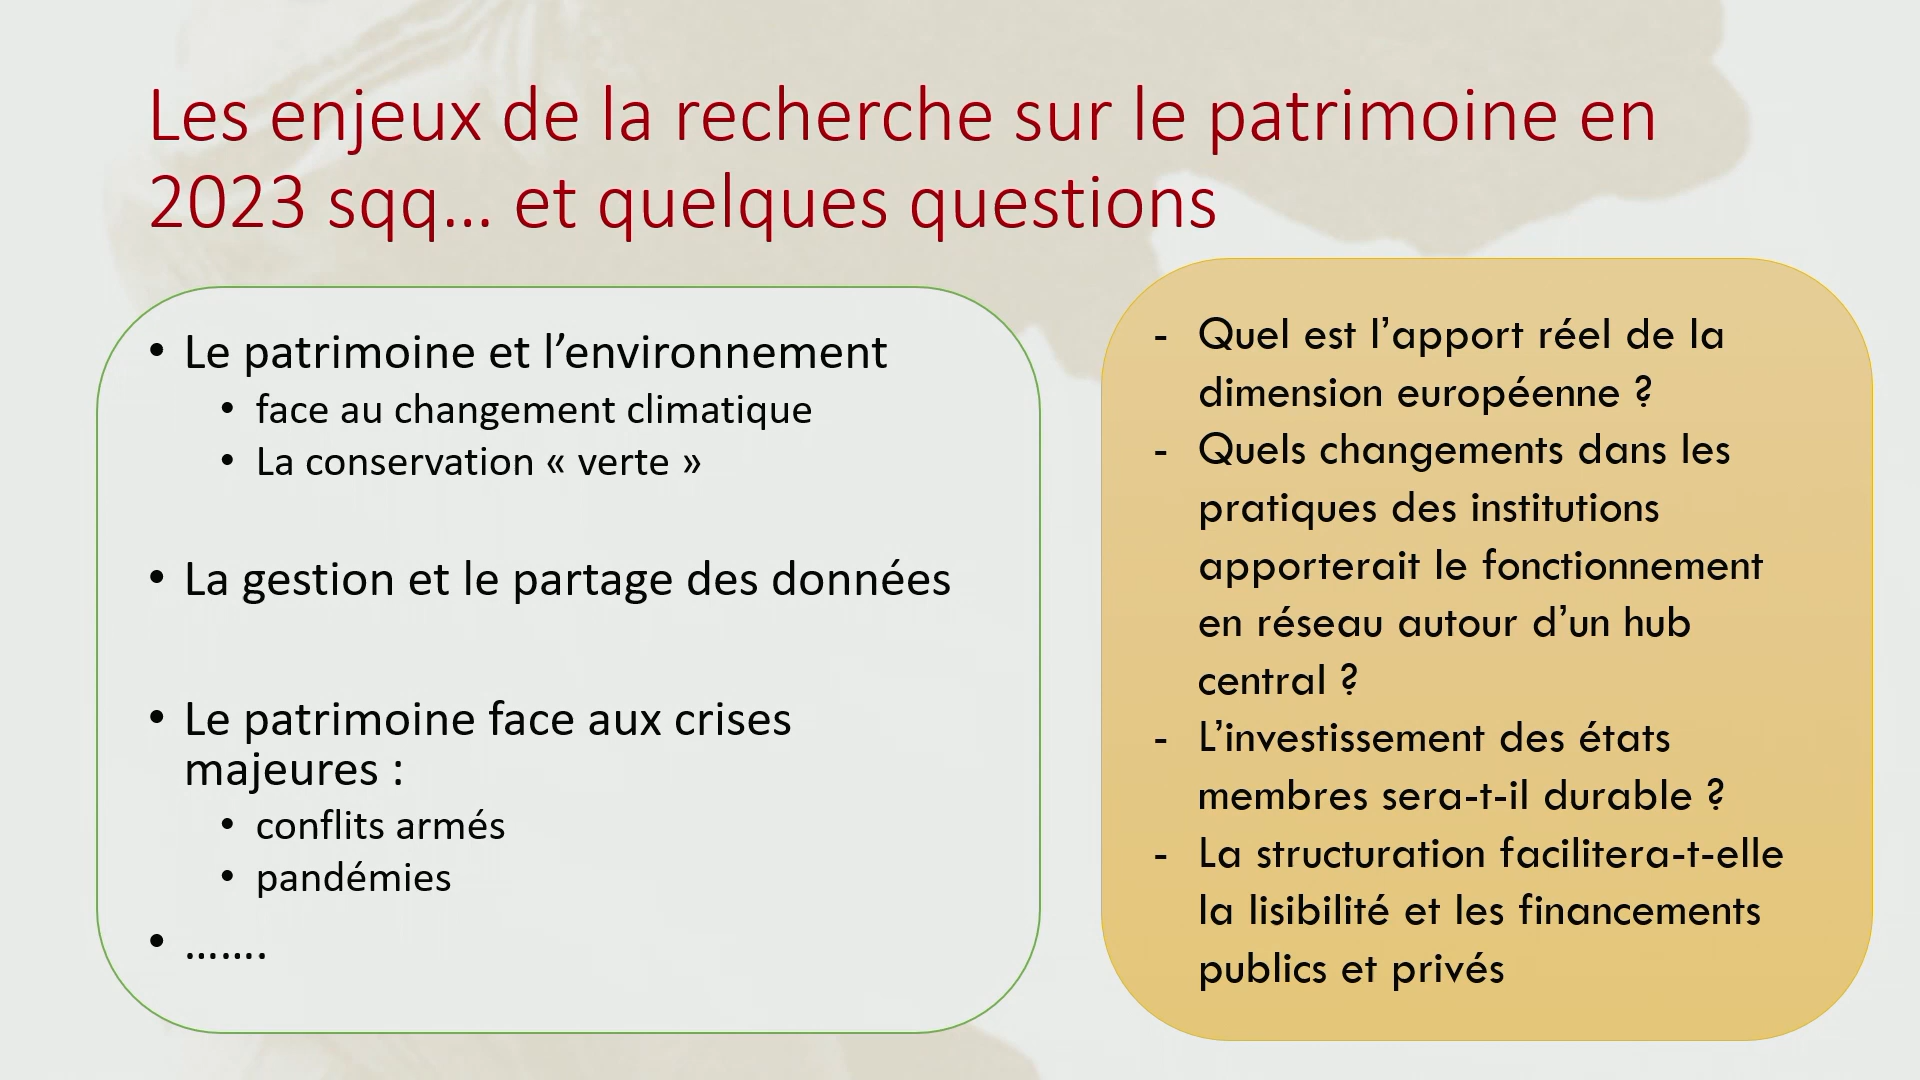 Les enjeux de la recherche sur le patrimoine en
2023 sqq… et quelques questions
• Le patrimoine et l’environnement
• face au changement climatique
• La conservation « verte »
• La gestion et le partage des données
• Le patrimoine face aux crises
majeures :
• conflits armés
• pandémies
• …….
- Quel est l’apport réel de la
dimension européenne ?
- Quels changements dans les
pratiques des institutions
apporterait le fonctionnement
en réseau autour d’un hub
central ?
- L’investissement des états
membres sera-t-il durable ?
- La structuration facilitera-t-elle
la lisibilité et les financements
publics et privés